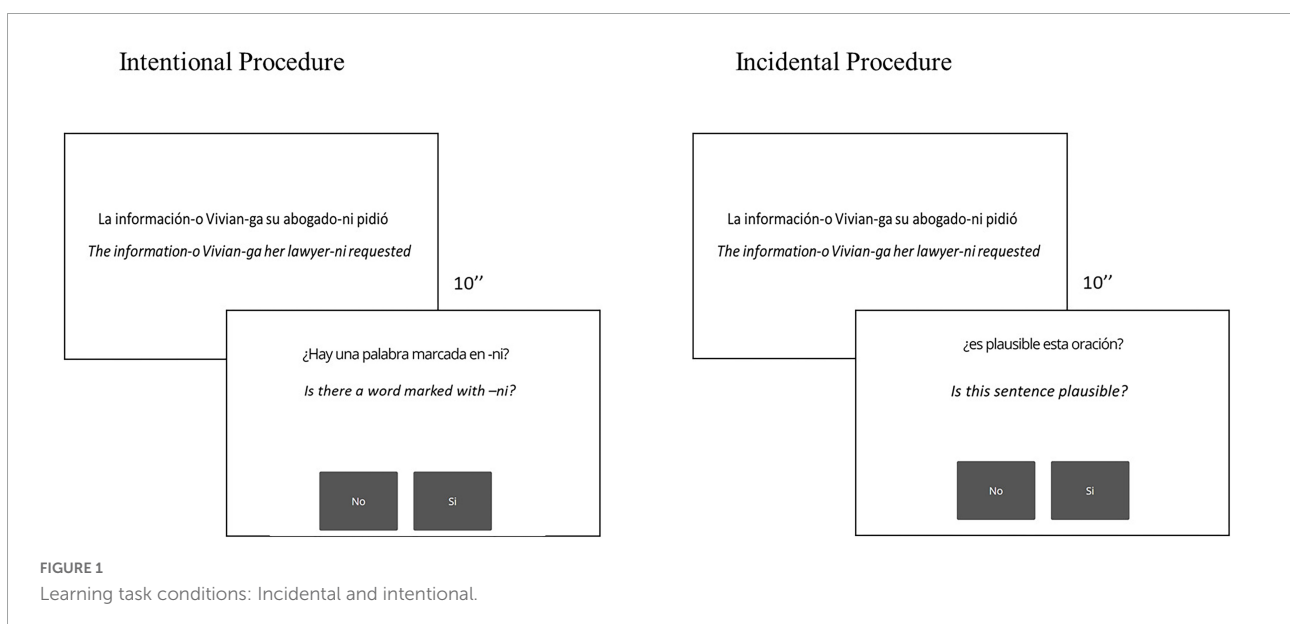 Intentional Procedure
La información-o Vivian-ga su abogado-ni pidió
The information-o Vivian-ga her lawyer-ni requested
10’’
¿Hay una palabra marcada en -ni?
Is there a word marked with –ni?
No
Si
Incidental Procedure
La información-o Vivian-ga su abogado-ni pidió
The information-o Vivian-ga her lawyer-ni requested
10’’
¿es plausible esta oración?
Is this sentence plausible?
No
Si
FIGURE 1
Learning task conditions: Incidental and intentional.